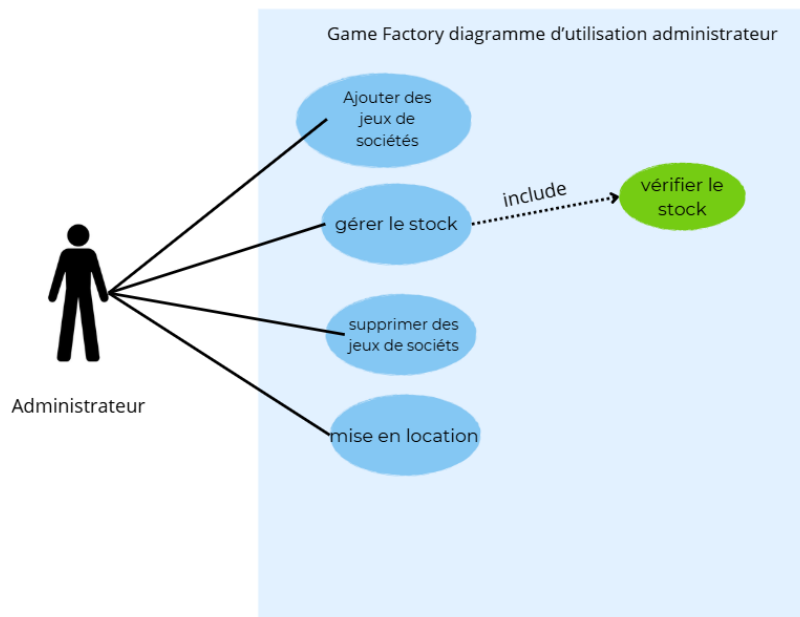 Game Factory diagramme d'utilisation administrateur
Ajouter des
jeux de
sociétés
include
vérifier le
stock
gérer le stock
supprimer des
jeux de sociéts
Administrateur
mise en location